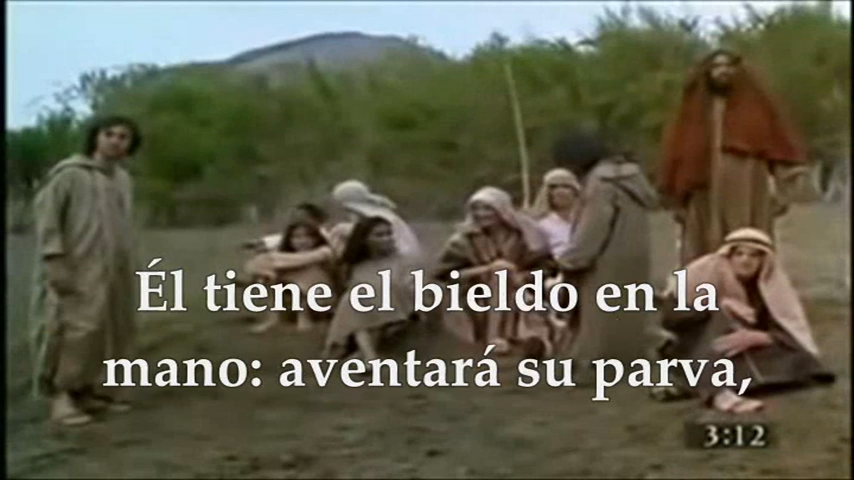 Él tiene el bieldo en la
mano: aventará su parva,
3:12